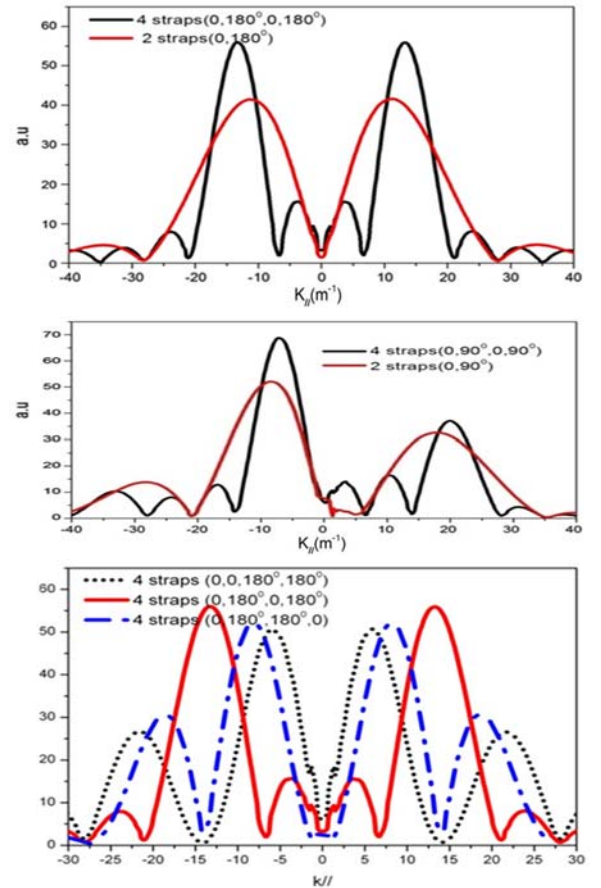 4 straps(0,180°,0,180°)
2 straps(0,180°)
60
50
40
30
20
10
0
a.u
-40 -30 -20 -10 0 10 20 30 40
K//(m-1)
4 straps(0,90°,0,90°)
2 straps(0,90°)
70
60
50
40
30
20
10
0
a.u
-40 -30 -20 -10 0 10 20 30 40
K//(m-1)
4 straps (0,0,180°,180°)
4 straps (0,180°,0,180°)
4 straps (0,180°,180°,0)
60
50
40
30
20
10
0
-30 -25 -20 -15 -10 -5 0 5 10 15 20 25 30
k//